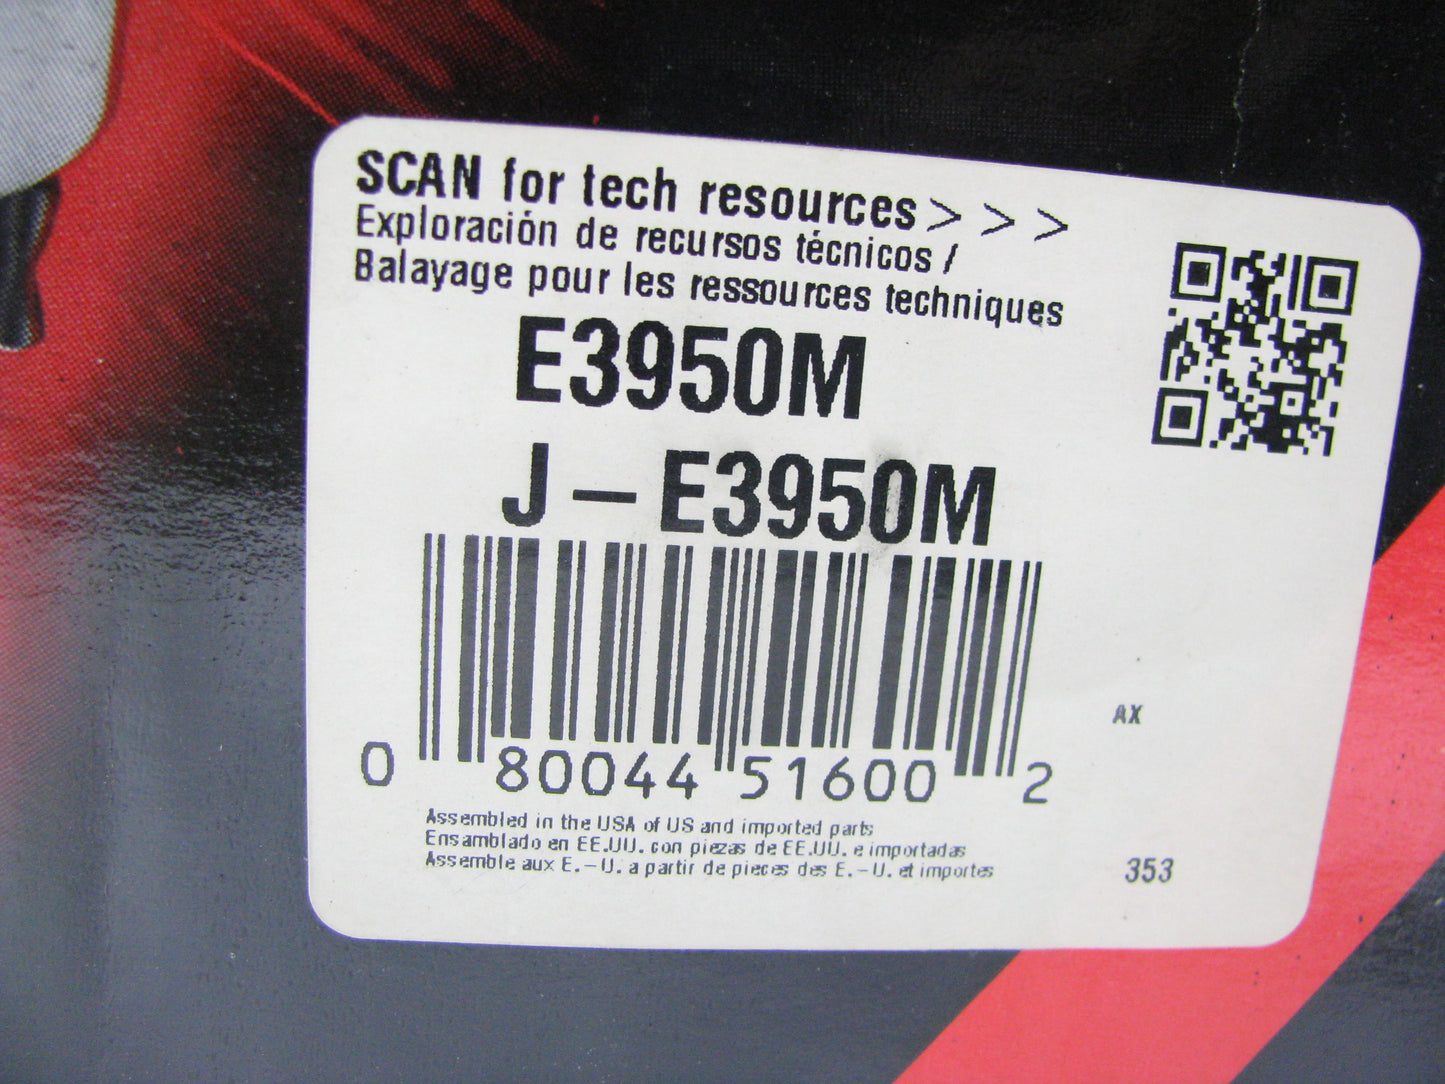 SCAN for tech resources> > >
Exploración de recursos técnicos /
Balayage pour les ressources techniques
E3950M
J-E3950M
AX
0 80044 51600 2
Assembled in the USA of US and imported parts
Ensamblado en EE.UU. con piezas de EE.UU. e importadas
Assemble aux E.-U. a partir de pieces des E.-U. et importes
353